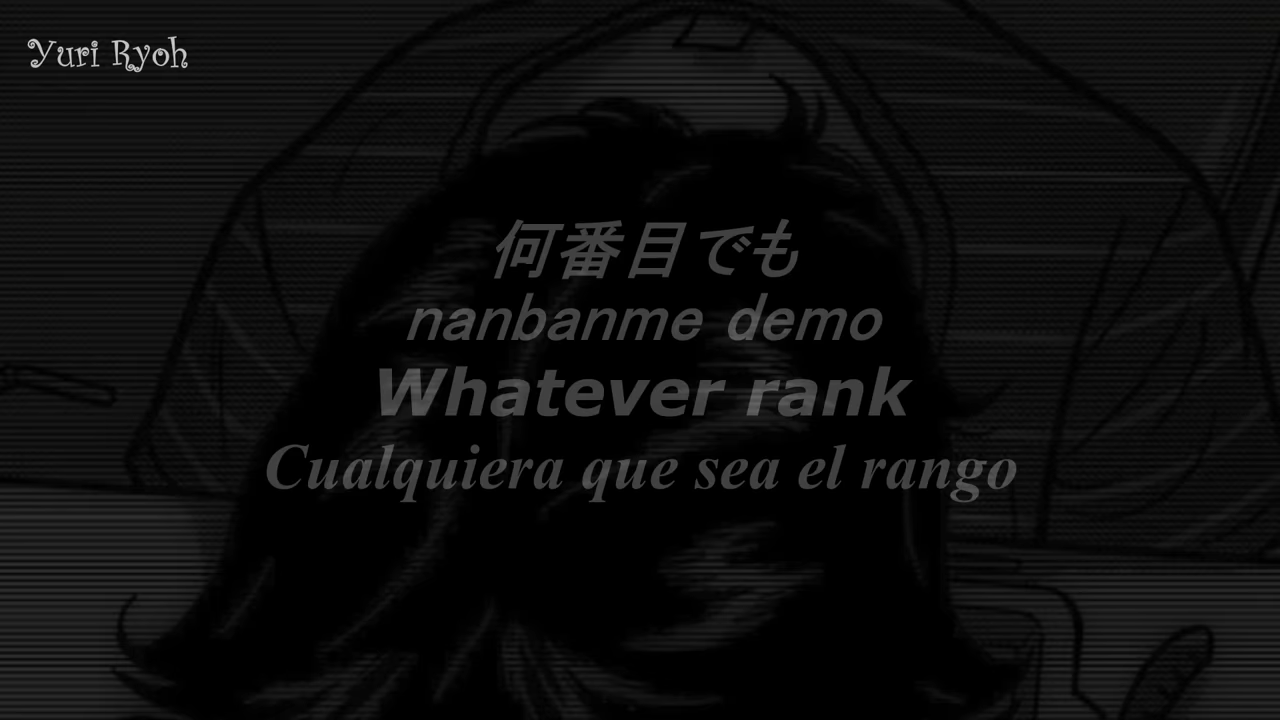 Yuri Ryoh
何番目でも
nanbanme demo
Whatever rank
Cualquiera que sea el rango